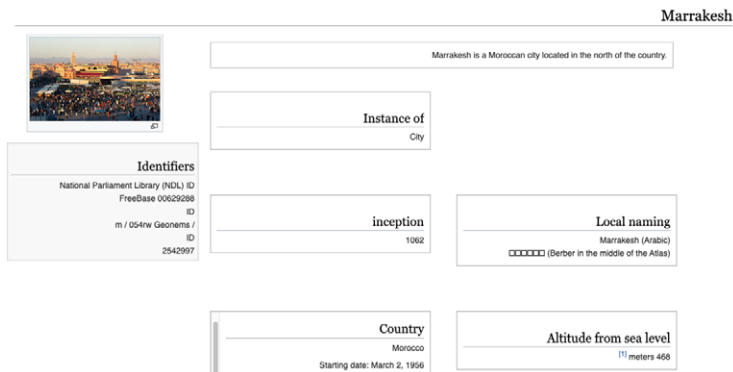 Marrakesh
Marrakesh is a Moroccan city located in the north of the country.
Instance of
City
Identifiers
National Parliament Library (NDL) ID
FreeBase 00629288
ID
m / 054rw Geonems /
ID
2542997
inception
1062
Local naming
Marrakesh (Arabic)
□□□□□□ (Berber in the middle of the Atlas)
Country
Morocco
Starting date: March 2, 1956
Altitude from sea level
[1] meters 468